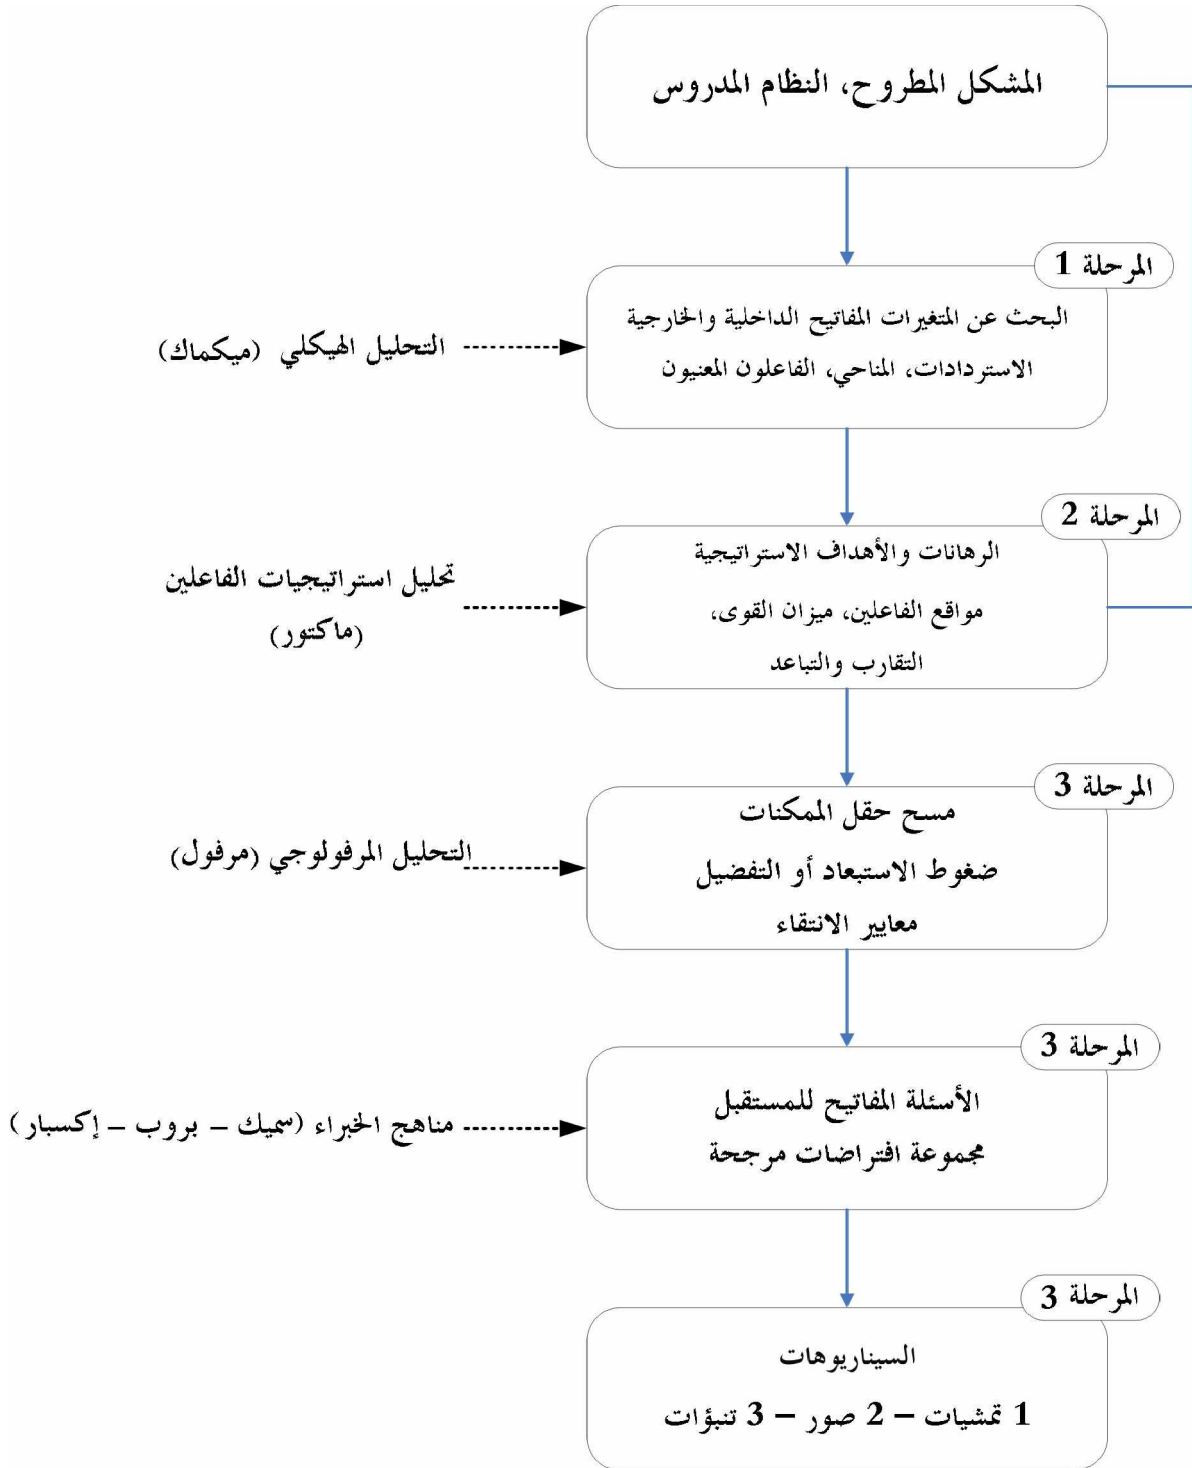 المشكل المطروح، النظام المدروس
المرحلة 1
البحث عن المتغيرات المفاتيح الداخلية والخارجية
الاستردادات، المناحي، الفاعلون المعنيون
التحليل الهيكلي (ميكماك)
المرحلة 2
الرهانات والأهداف الاستراتيجية
مواقع الفاعلين، ميزان القوى،
التقارب والتباعد
تحليل استراتيجيات الفاعلين
(ماكتور)
المرحلة 3
مسح حقل الممكنات
ضغوط الاستبعاد أو التفضيل
معايير الانتقاء
التحليل المرفولوجي (مرفول)
المرحلة 3
الأسئلة المفاتيح للمستقبل
مجموعة افتراضات مرجحة
مناهج الخبراء (سميك – بروب – إكسبار)
المرحلة 3
السيناريوهات
1 تمشيات – 2 صور – 3 تنبؤات